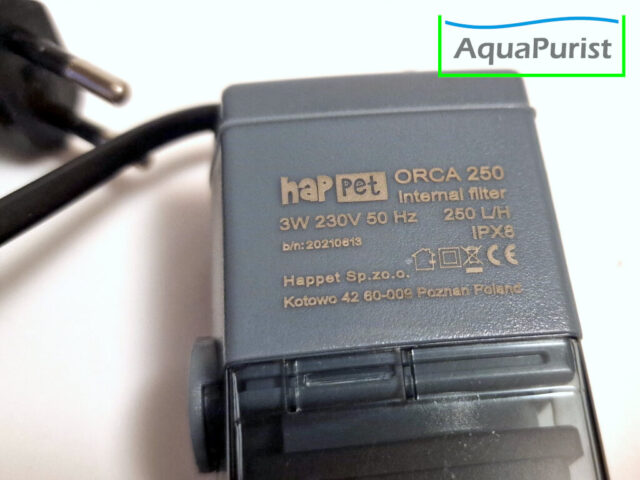 AquaPurist
hap pet ORCA 250
Internal filter
3W 230V 50 Hz 250 L/H
IPX8
b/n: 20210613
Happet Sp.zo.o.
Kotowo 42 60-009 Poznan Poland